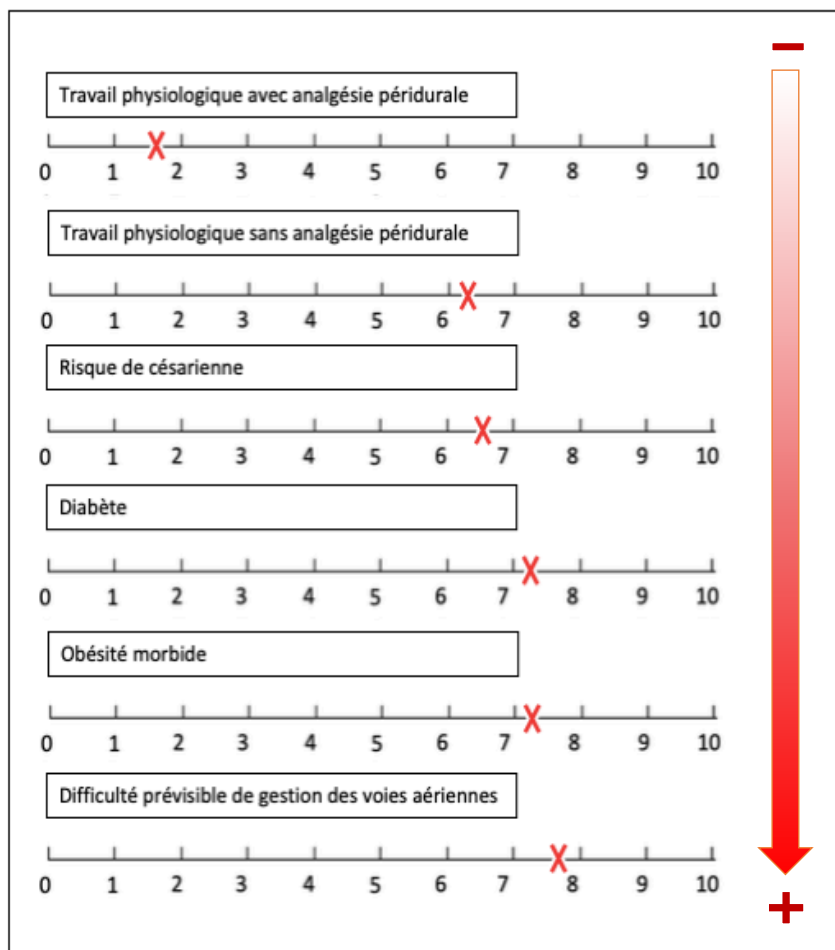 −
Travail physiologique avec analgésie péridurale
0 1 2 3 4 5 6 7 8 9 10
Travail physiologique sans analgésie péridurale
0 1 2 3 4 5 6 7 8 9 10
Risque de césarienne
0 1 2 3 4 5 6 7 8 9 10
Diabète
0 1 2 3 4 5 6 7 8 9 10
Obésité morbide
0 1 2 3 4 5 6 7 8 9 10
Difficulté prévisible de gestion des voies aériennes
0 1 2 3 4 5 6 7 8 9 10
+